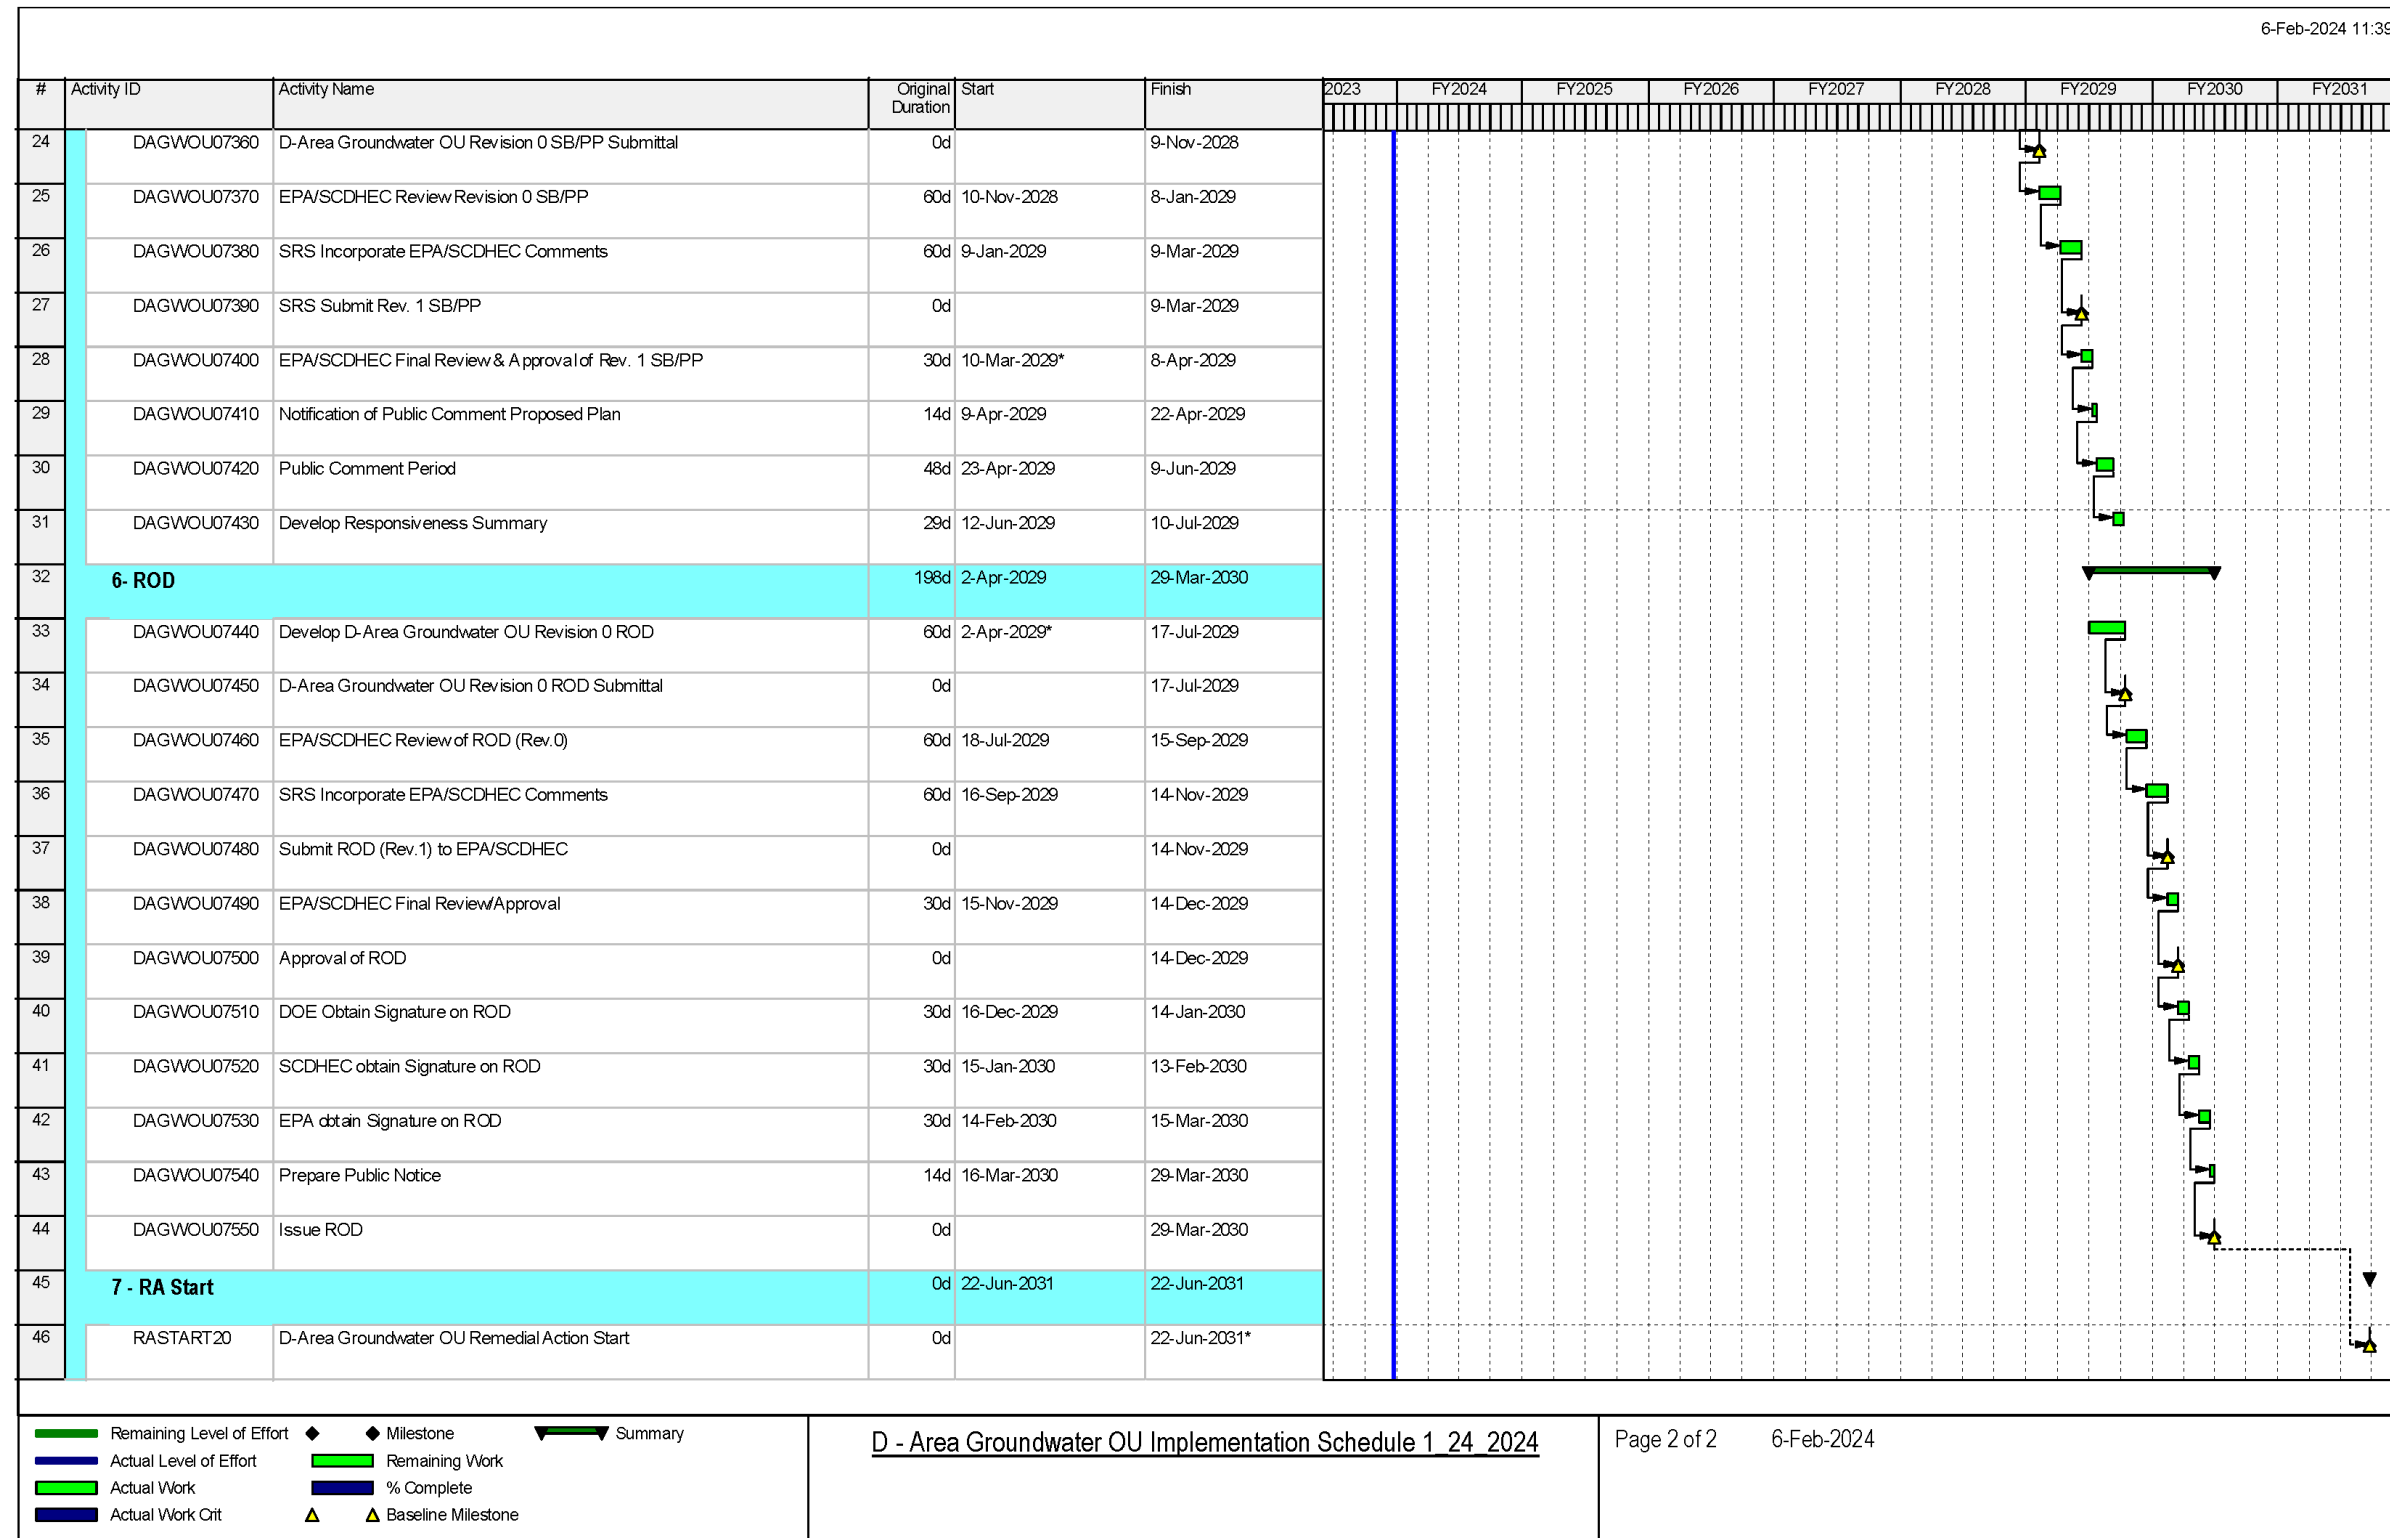 6-Feb-2024 11:39
# Activity ID Activity Name Original Duration Start Finish 2023 FY2024 FY2025 FY2026 FY2027 FY2028 FY2029 FY2030 FY2031
24 DAGWOU07360 D-Area Groundwater OU Revision 0 SB/PP Submittal 0d 9-Nov-2028
25 DAGWOU07370 EPA/SCDHEC Review Revision 0 SB/PP 60d 10-Nov-2028 8-Jan-2029
26 DAGWOU07380 SRS Incorporate EPA/SCDHEC Comments 60d 9-Jan-2029 9-Mar-2029
27 DAGWOU07390 SRS Submit Rev. 1 SB/PP 0d 9-Mar-2029
28 DAGWOU07400 EPA/SCDHEC Final Review & Approval of Rev. 1 SB/PP 30d 10-Mar-2029* 8-Apr-2029
29 DAGWOU07410 Notification of Public Comment Proposed Plan 14d 9-Apr-2029 22-Apr-2029
30 DAGWOU07420 Public Comment Period 48d 23-Apr-2029 9-Jun-2029
31 DAGWOU07430 Develop Responsiveness Summary 29d 12-Jun-2029 10-Jul-2029
32 6- ROD 198d 2-Apr-2029 29-Mar-2030
33 DAGWOU07440 Develop D-Area Groundwater OU Revision 0 ROD 60d 2-Apr-2029* 17-Jul-2029
34 DAGWOU07450 D-Area Groundwater OU Revision 0 ROD Submittal 0d 17-Jul-2029
35 DAGWOU07460 EPA/SCDHEC Review of ROD (Rev.0) 60d 18-Jul-2029 15-Sep-2029
36 DAGWOU07470 SRS Incorporate EPA/SCDHEC Comments 60d 16-Sep-2029 14-Nov-2029
37 DAGWOU07480 Submit ROD (Rev.1) to EPA/SCDHEC 0d 14-Nov-2029
38 DAGWOU07490 EPA/SCDHEC Final Review/Approval 30d 15-Nov-2029 14-Dec-2029
39 DAGWOU07500 Approval of ROD 0d 14-Dec-2029
40 DAGWOU07510 DOE Obtain Signature on ROD 30d 16-Dec-2029 14-Jan-2030
41 DAGWOU07520 SCDHEC obtain Signature on ROD 30d 15-Jan-2030 13-Feb-2030
42 DAGWOU07530 EPA obtain Signature on ROD 30d 14-Feb-2030 15-Mar-2030
43 DAGWOU07540 Prepare Public Notice 14d 16-Mar-2030 29-Mar-2030
44 DAGWOU07550 Issue ROD 0d 29-Mar-2030
45 7 - RA Start 0d 22-Jun-2031 22-Jun-2031
46 RASTART20 D-Area Groundwater OU Remedial Action Start 0d 22-Jun-2031*
Remaining Level of Effort Milestone Summary
Actual Level of Effort Remaining Work
Actual Work % Complete
Actual Work Crit Baseline Milestone
D - Area Groundwater OU Implementation Schedule 1_24_2024
Page 2 of 2 6-Feb-2024